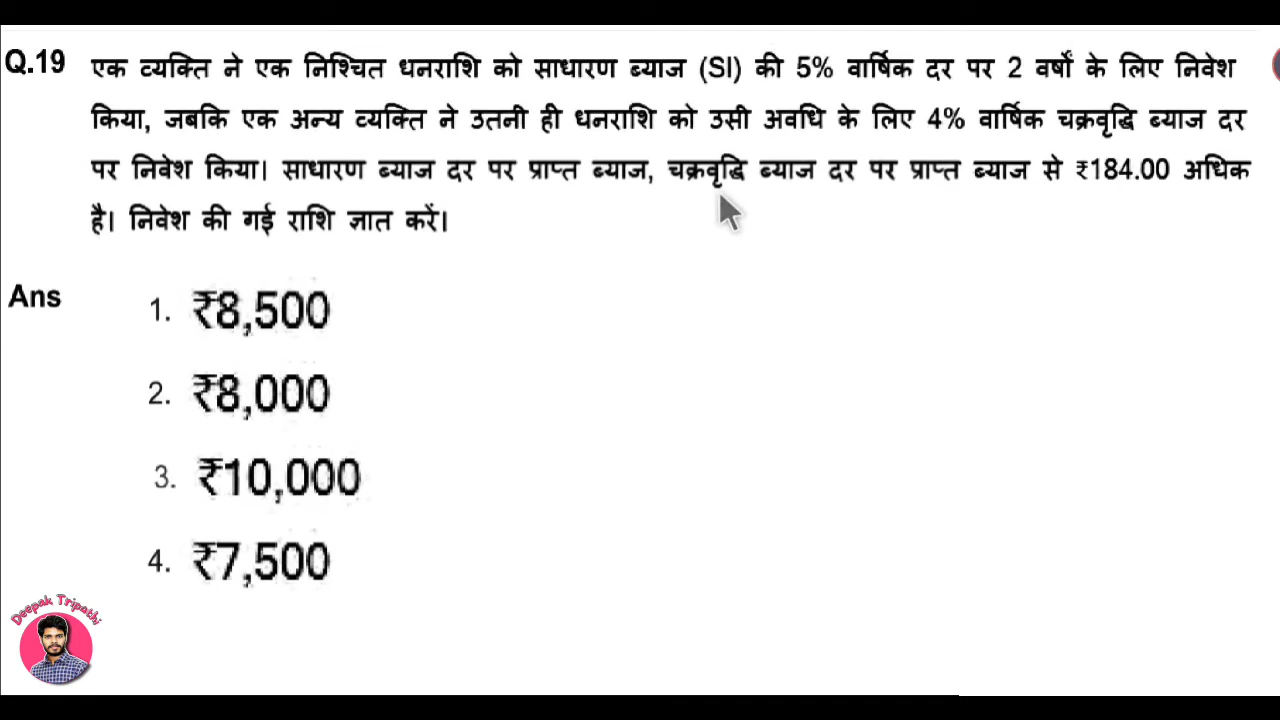 Q.19 एक व्यक्ति ने एक निश्चित धनराशि को साधारण ब्याज (SI) की 5% वार्षिक दर पर 2 वर्षों के लिए निवेश
किया, जबकि एक अन्य व्यक्ति ने उतनी ही धनराशि को उसी अवधि के लिए 4% वार्षिक चक्रवृद्धि ब्याज दर
पर निवेश किया। साधारण ब्याज दर पर प्राप्त ब्याज, चक्रवृद्धि ब्याज दर पर प्राप्त ब्याज से ₹184.00 अधिक
है। निवेश की गई राशि ज्ञात करें।
Ans 1. ₹8,500
2. ₹8,000
3. ₹10,000
4. ₹7,500
Deepak Tripathi